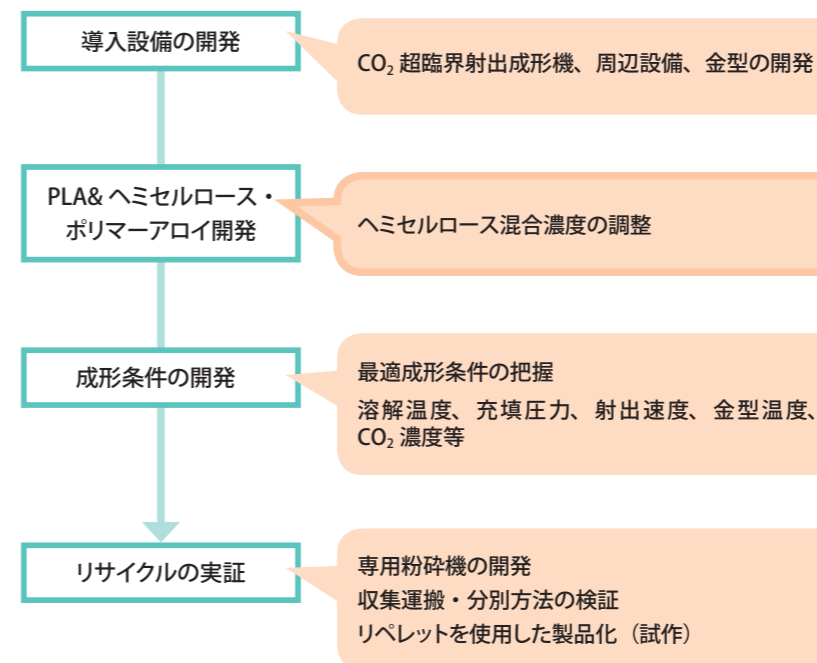 導入設備の開発
CO₂ 超臨界射出成形機、周辺設備、金型の開発
PLA& ヘミセルロース・
ポリマーアロイ開発
ヘミセルロース混合濃度の調整
成形条件の開発
最適成形条件の把握
溶解温度、充填圧力、射出速度、金型温度、
CO₂ 濃度等
リサイクルの実証
専用粉砕機の開発
収集運搬・分別方法の検証
リペレットを使用した製品化（試作）